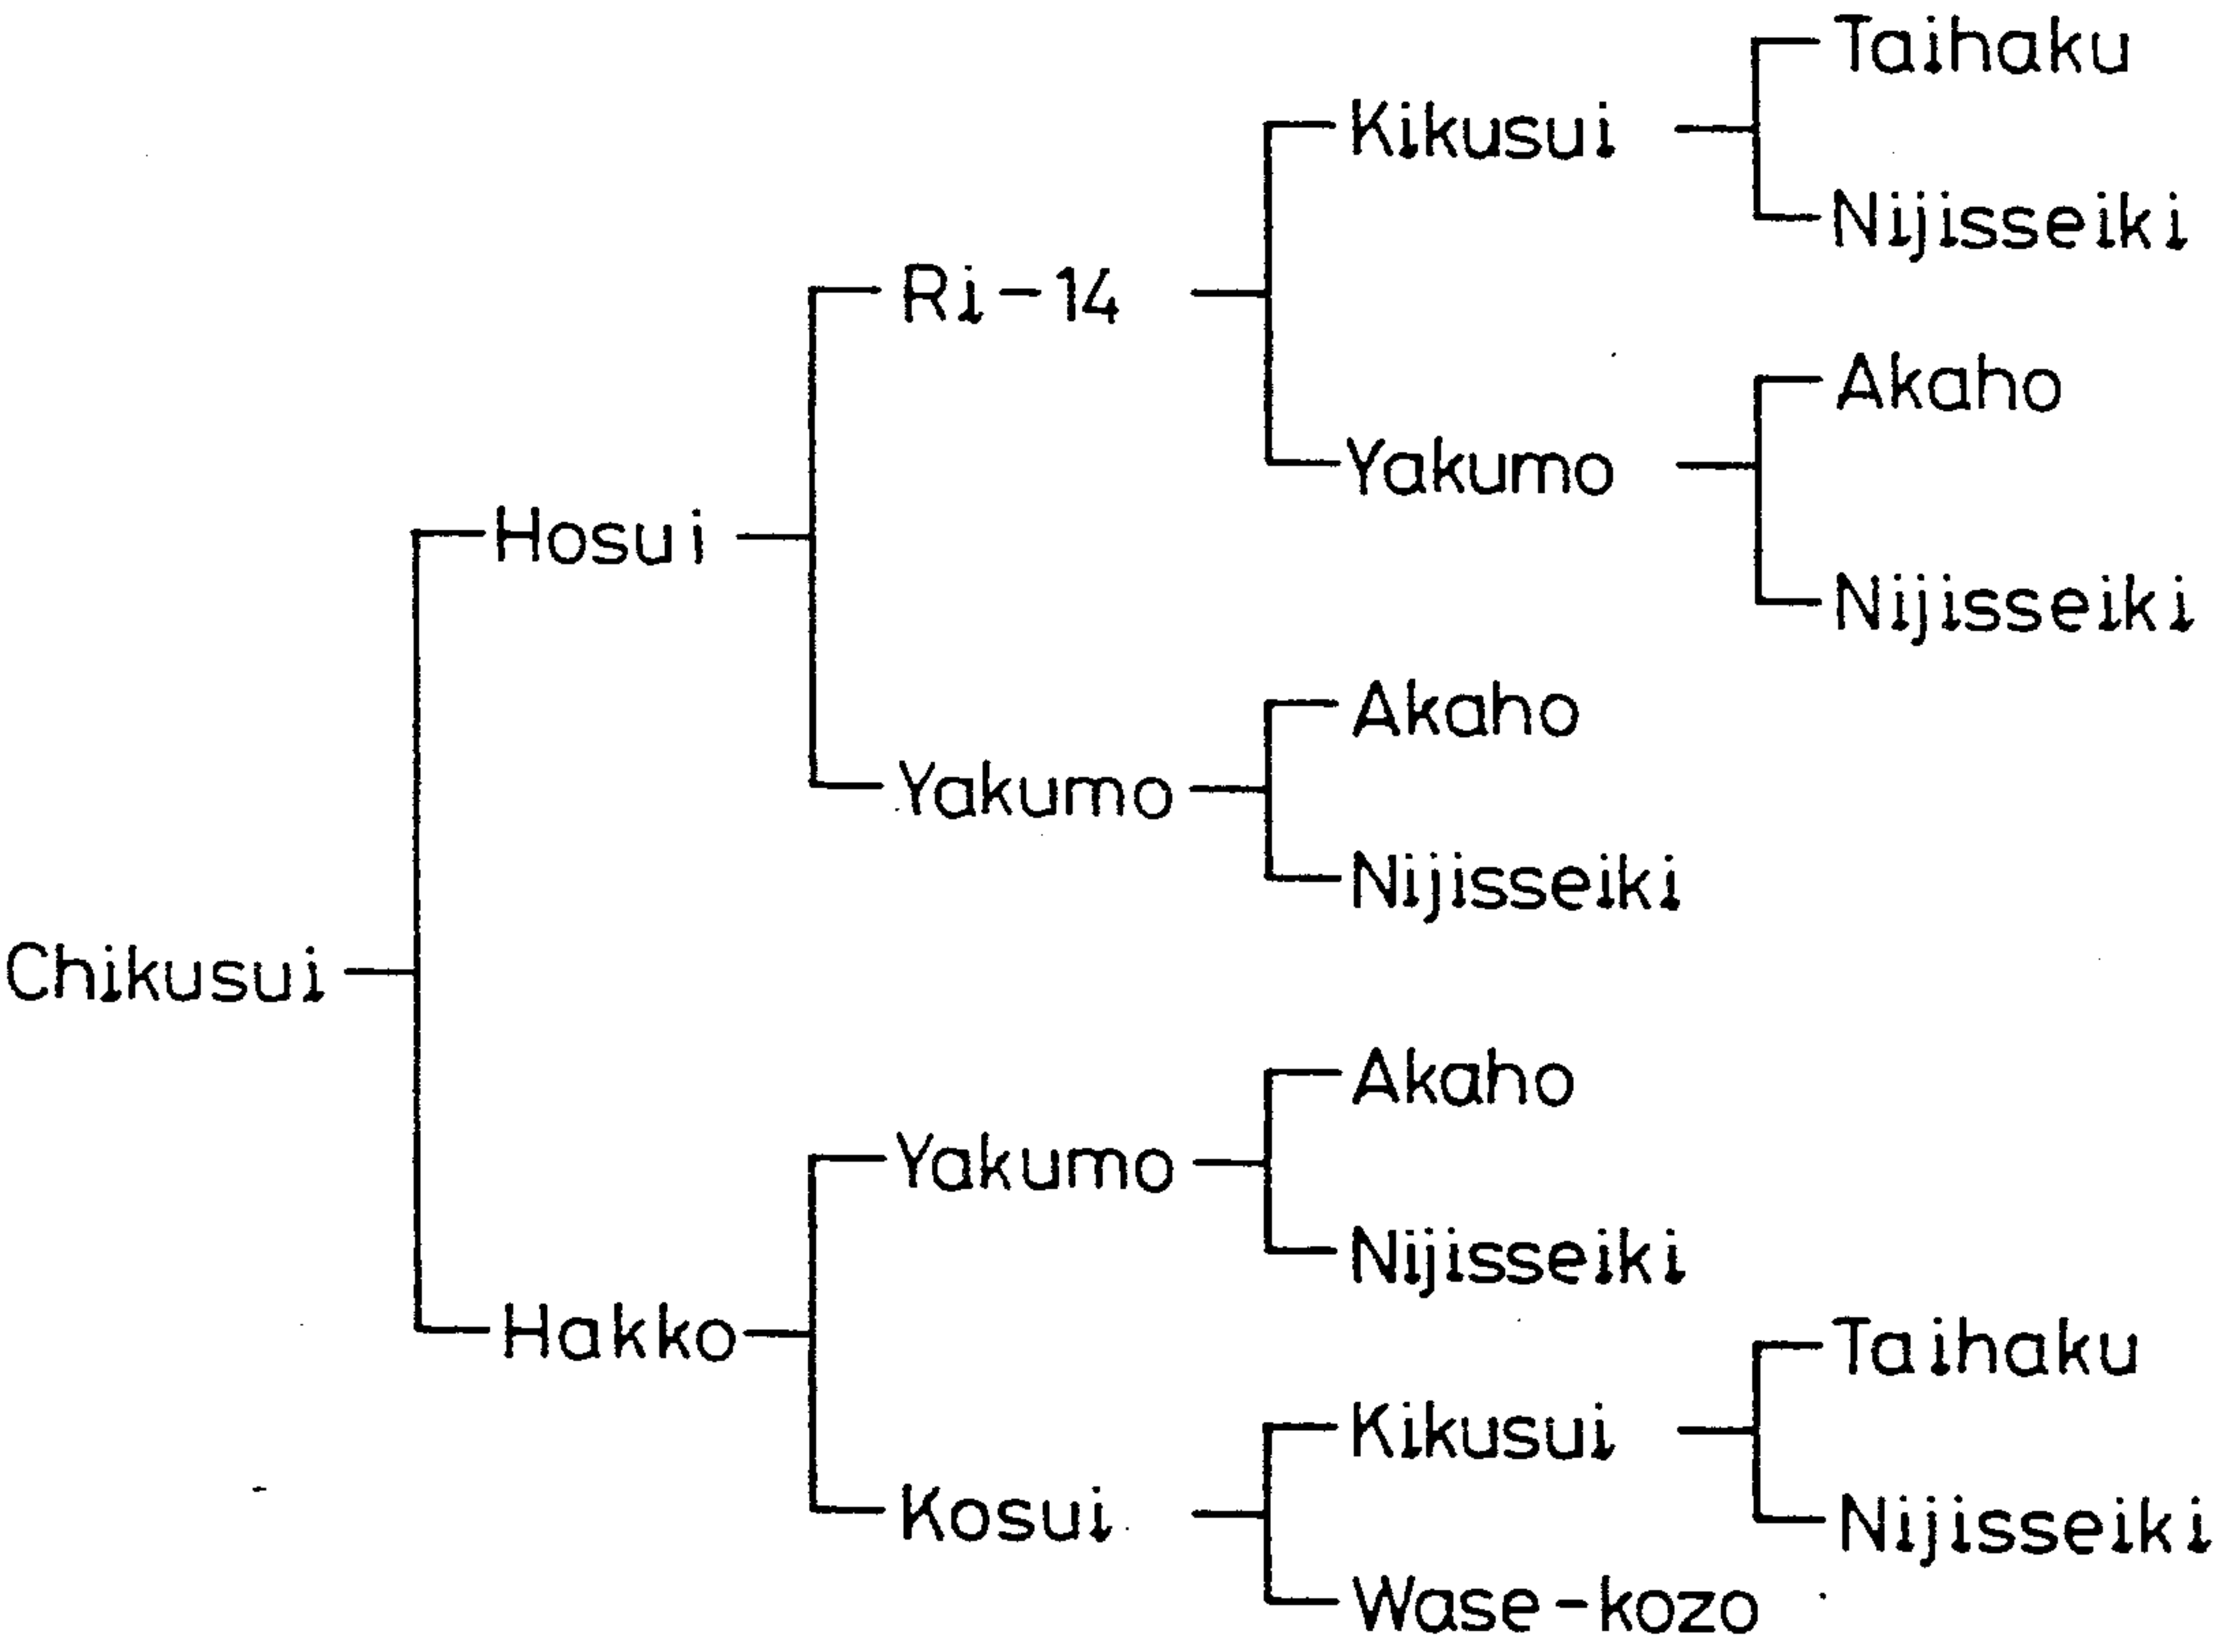 Taihaku
Kikusui
Nijisseiki
Ri-14
Akaho
Yakumo
Hosui
Nijisseiki
Akaho
Yakumo
Nijisseiki
Chikusui
Akaho
Yakumo
Nijisseiki
Hakko
Taihaku
Kikusui
Kosui
Nijisseiki
Wase-kozo